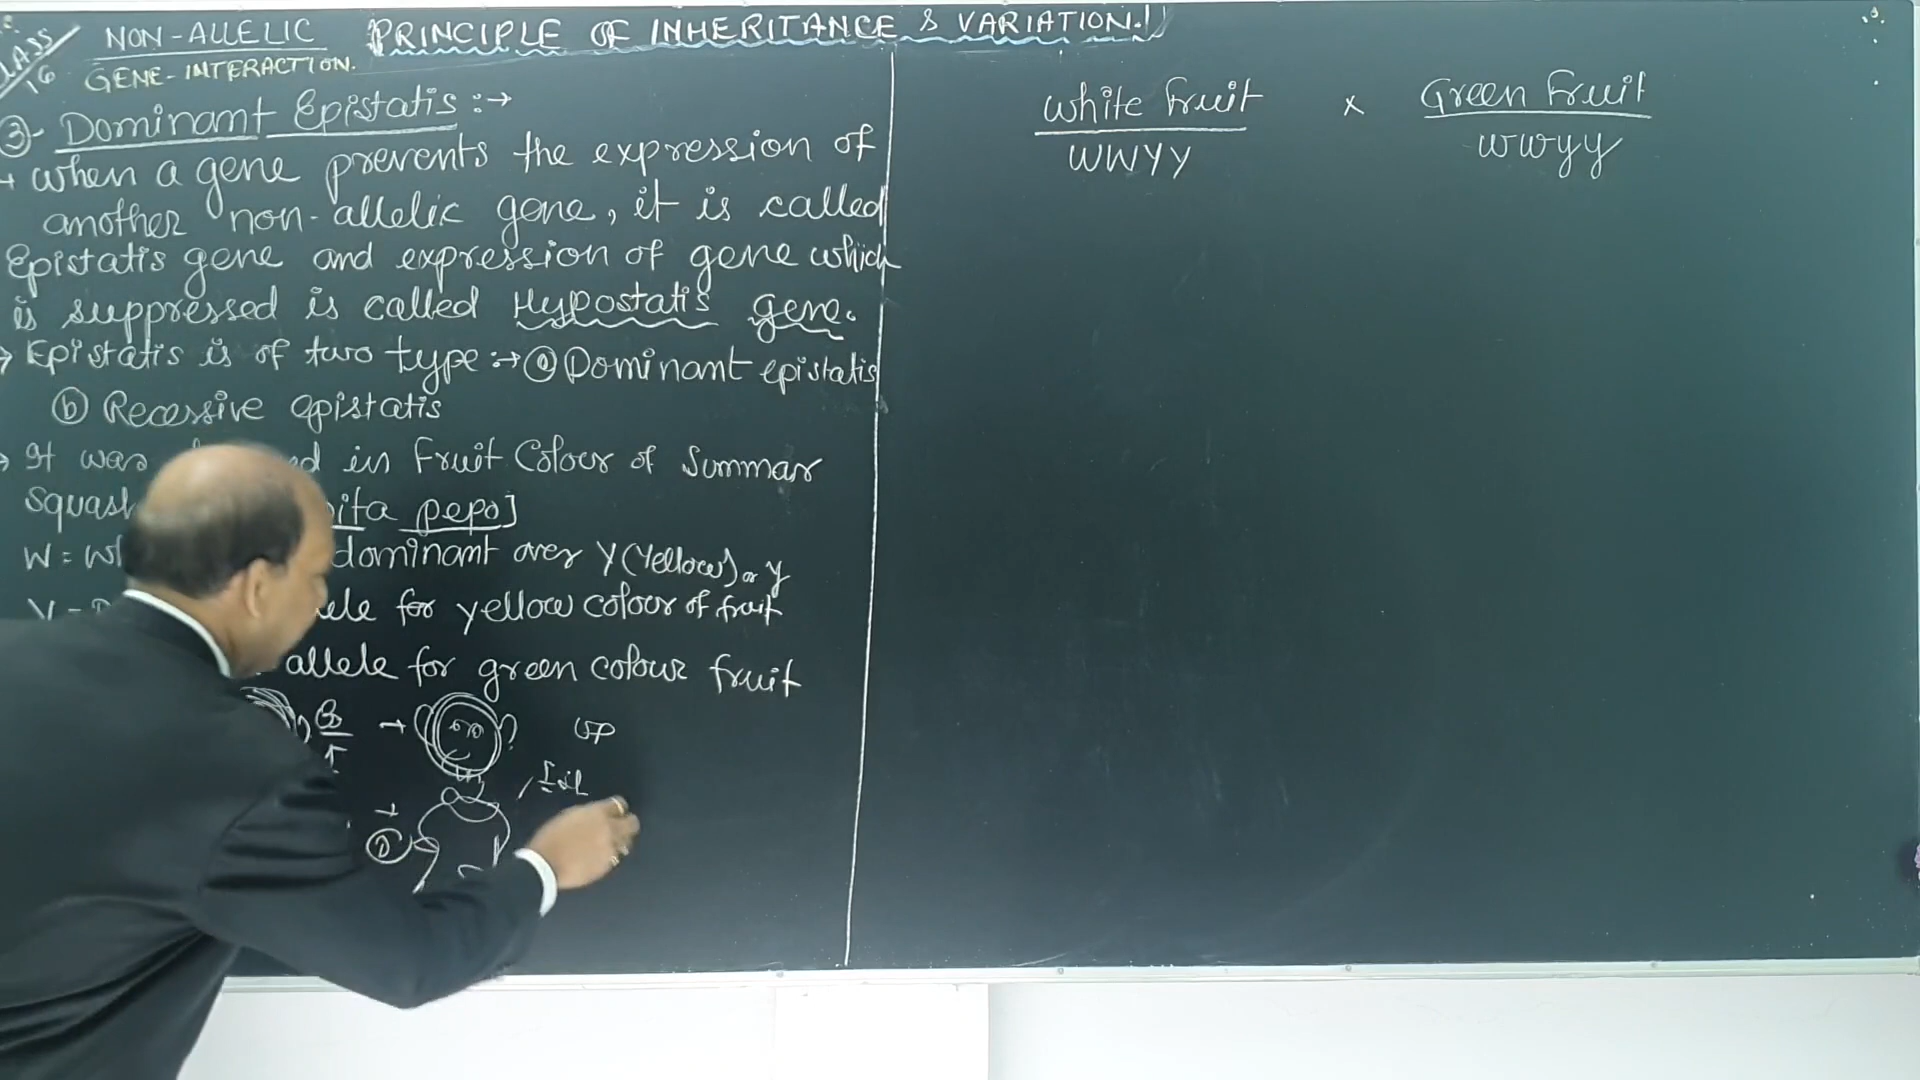 NON-ALLELIC PRINCIPLE OF INHERITANCE & VARIATION.!!
GENE-INTERACTION.
16
③- Dominant Epistatis :→
→ when a gene prevents the expression of
another non-allelic gene, it is called
Epistatis gene and expression of gene which
is suppressed is called Hypostatis gene.
→ Epistatis is of two type :→ ⓐ Dominant epistatis
ⓑ Recessive epistatis
→ It was in Fruit Colour of Summar
Squash pepo]
W = dominant over Y (Yellow) or y
for yellow colour of fruit
allele for green colour fruit
White Fruit × Green Fruit
WWYY wwyy